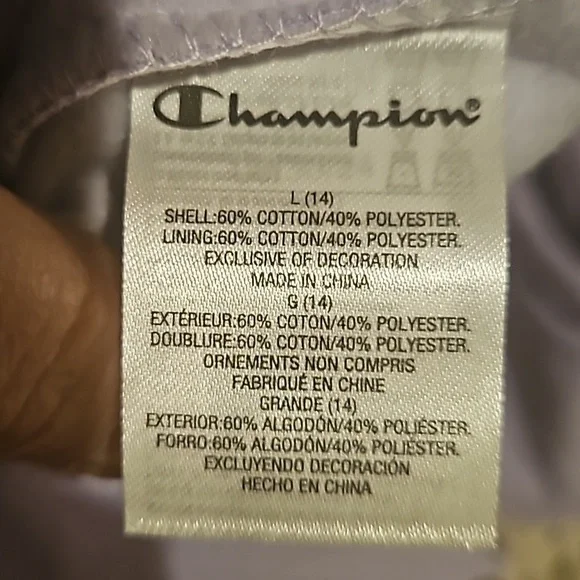 Champion®
L (14)
SHELL:60% COTTON/40% POLYESTER.
LINING:60% COTTON/40% POLYESTER.
EXCLUSIVE OF DECORATION
MADE IN CHINA
G (14)
EXTÉRIEUR:60% COTON/40% POLYESTER.
DOUBLURE:60% COTON/40% POLYESTER.
ORNEMENTS NON COMPRIS
FABRIQUÉ EN CHINE
GRANDE (14)
EXTERIOR:60% ALGODÓN/40% POLIÉSTER.
FORRO:60% ALGODÓN/40% POLIÉSTER.
EXCLUYENDO DECORACIÓN
HECHO EN CHINA